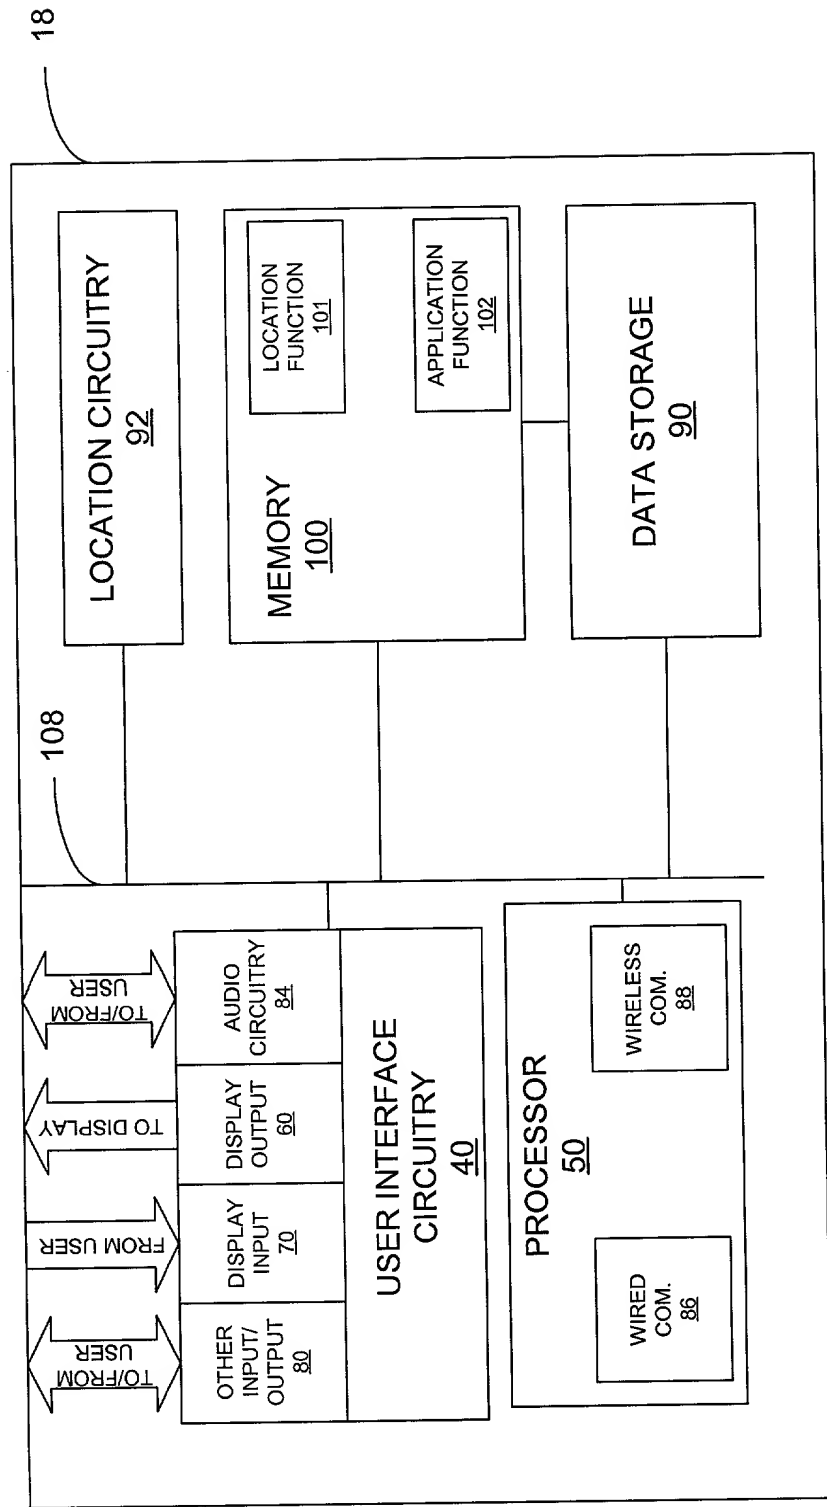 18
108
TO/FROM
USER
FROM USER
TO DISPLAY
TO/FROM
USER
OTHER
INPUT/
OUTPUT
80
DISPLAY
INPUT
70
DISPLAY
OUTPUT
60
AUDIO
CIRCUITRY
84
USER INTERFACE
CIRCUITRY
40
PROCESSOR
50
WIRED
COM.
86
WIRELESS
COM.
88
LOCATION CIRCUITRY
92
MEMORY
100
LOCATION
FUNCTION
101
APPLICATION
FUNCTION
102
DATA STORAGE
90